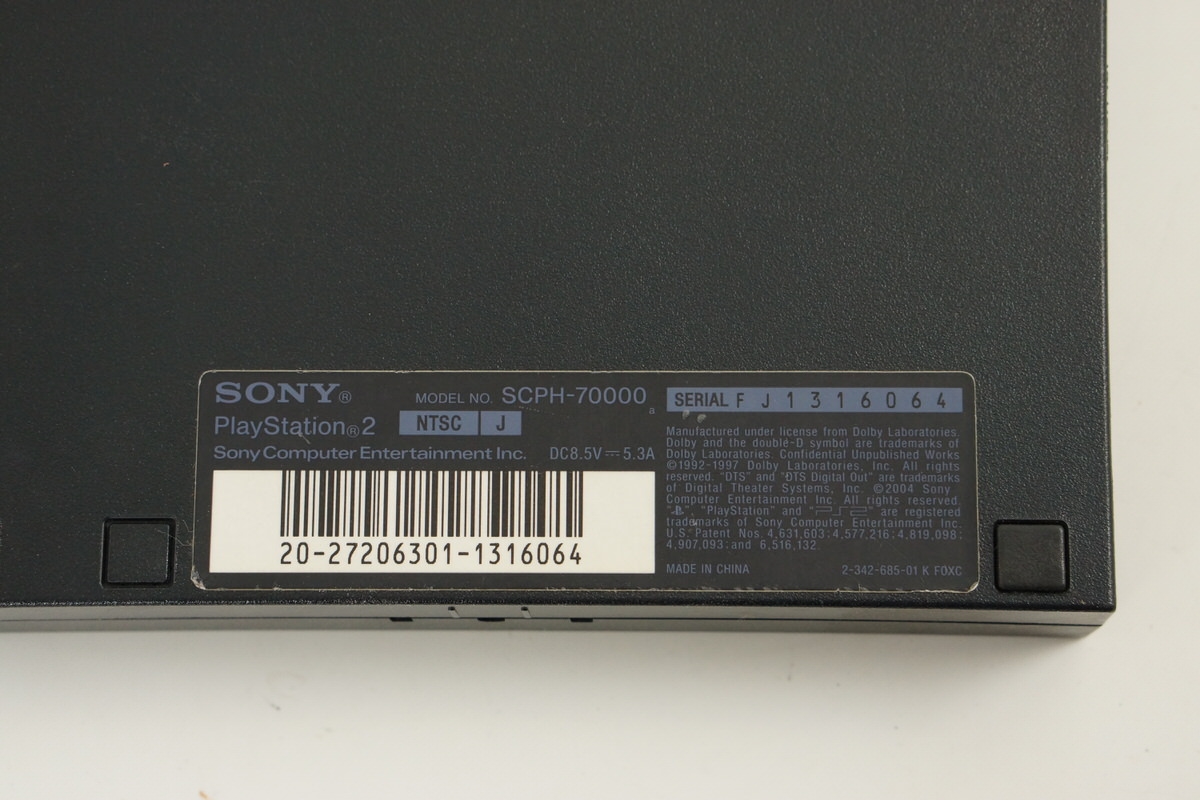 SONY®
MODEL NO. SCPH-70000
a
PlayStation®2
NTSC J
Sony Computer Entertainment Inc.
DC8.5V 5.3A
20-27206301-1316064
SERIAL F J 1 3 1 6 0 6 4
Manufactured under license from Dolby Laboratories.
Dolby and the double-D symbol are trademarks of
Dolby Laboratories. Confidential Unpublished Works
©1992-1997 Dolby Laboratories, Inc. All rights
reserved. "DTS" and "DTS Digital Out" are trademarks
of Digital Theater Systems, Inc. ©2004 Sony
Computer Entertainment Inc. All rights reserved.
" ", "PlayStation" and "PS2" are registered
trademarks of Sony Computer Entertainment Inc.
U.S. Patent Nos. 4,631,603; 4,577,216; 4,819,098;
4,907,093; and 6,516,132.
MADE IN CHINA
2-342-685-01 K FOXC